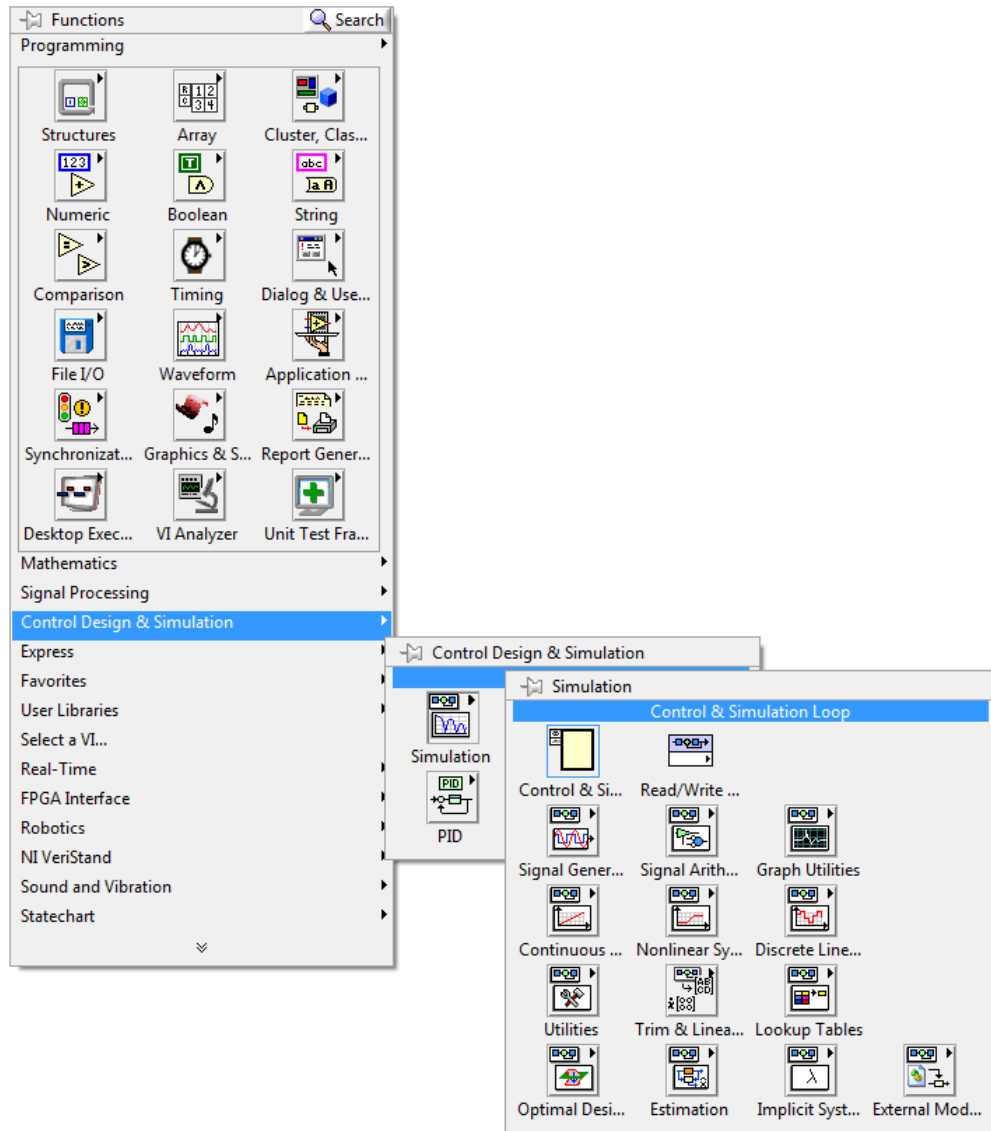 Functions Search
Programming
Structures Array Cluster, Clas...
Numeric Boolean String
Comparison Timing Dialog & Use...
File I/O Waveform Application ...
Synchronizat... Graphics & S... Report Gener...
Desktop Exec... VI Analyzer Unit Test Fra...
Mathematics
Signal Processing
Control Design & Simulation
Express
Favorites
User Libraries
Select a VI...
Real-Time
FPGA Interface
Robotics
NI VeriStand
Sound and Vibration
Statechart
Control Design & Simulation
Simulation
PID
Simulation
Control & Simulation Loop
Control & Si... Read/Write ...
Signal Gener... Signal Arith... Graph Utilities
Continuous ... Nonlinear Sy... Discrete Line...
Utilities Trim & Linea... Lookup Tables
Optimal Desi... Estimation Implicit Syst... External Mod...